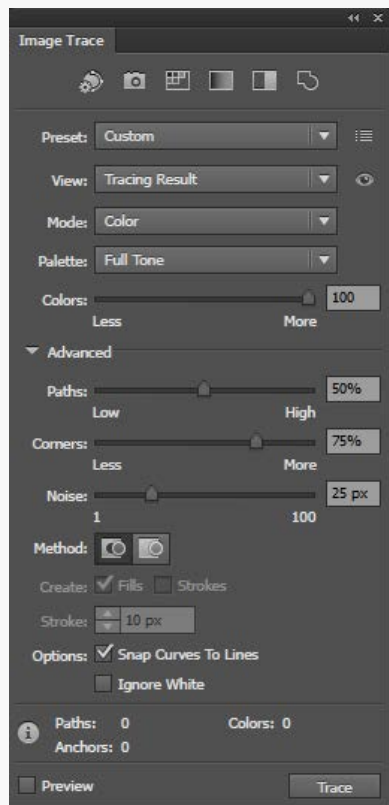 Image Trace
Preset: Custom
View: Tracing Result
Mode: Color
Palette: Full Tone
Colors: 100
Less More
Advanced
Paths: 50%
Low High
Corners: 75%
Less More
Noise: 25 px
1 100
Method:
Create: Fills Strokes
Stroke: 10 px
Options: Snap Curves To Lines
Ignore White
Paths: 0 Colors: 0
Anchors: 0
Preview Trace